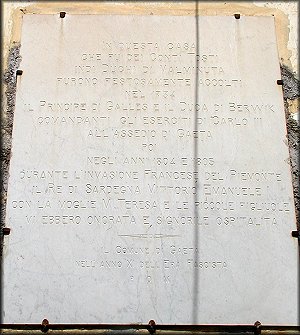 IN QUESTA CASA
CHE FU DEI CONTI TOSTI
INDI DUCHI DI VALMINUTA
FURONO FESTOSAMENTE ACCOLTI
NEL 1734
IL PRINCIPE DI GALLES E IL DUCA DI BERWIK
COMANDANTI GLI ESERCITI DI CARLO III
ALL'ASSEDIO DI GAETA
POI
NEGLI ANNI 1804 E 1805
DURANTE L'INVASIONE FRANCESE DEL PIEMONTE
IL RE DI SARDEGNA VITTORIO EMANUELE I
CON LA MOGLIE M. TERESA E LE PICCOLE FIGLIUOLE
VI EBBERO ONORATA E SIGNORILE OSPITALITÀ
IL COMUNE DI GAETA
NELL'ANNO X DELL'ERA FASCISTA